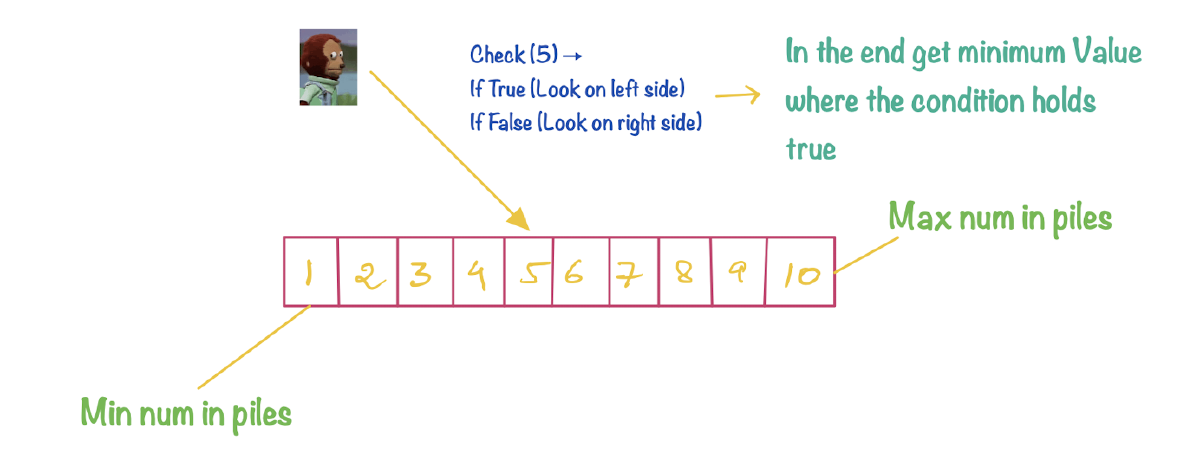 Check (5) →
If True (Look on left side)
If False (Look on right side)
In the end get minimum Value
where the condition holds
true
Max num in piles
1 2 3 4 5 6 7 8 9 10
Min num in piles